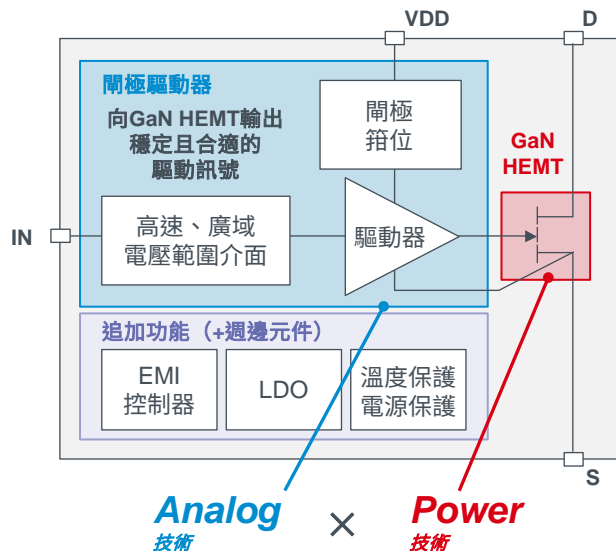 VDD
D
閘極驅動器
向GaN HEMT輸出
穩定且合適的
驅動訊號
閘極
箝位
GaN
HEMT
IN
高速、廣域
電壓範圍介面
驅動器
追加功能（+週邊元件）
EMI
控制器
LDO
溫度保護
電源保護
S
Analog
技術
×
Power
技術